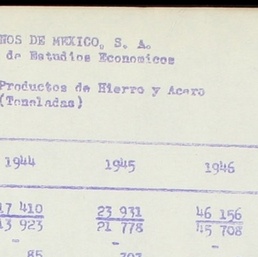 NOS DE MEXICO, S. A.
de Estudios Economicos
Productos de Hierro y Acero
(Toneladas)
1944 1945 1946
17 410 23 931 46 156
13 923 21 778 45 708
- - -
85